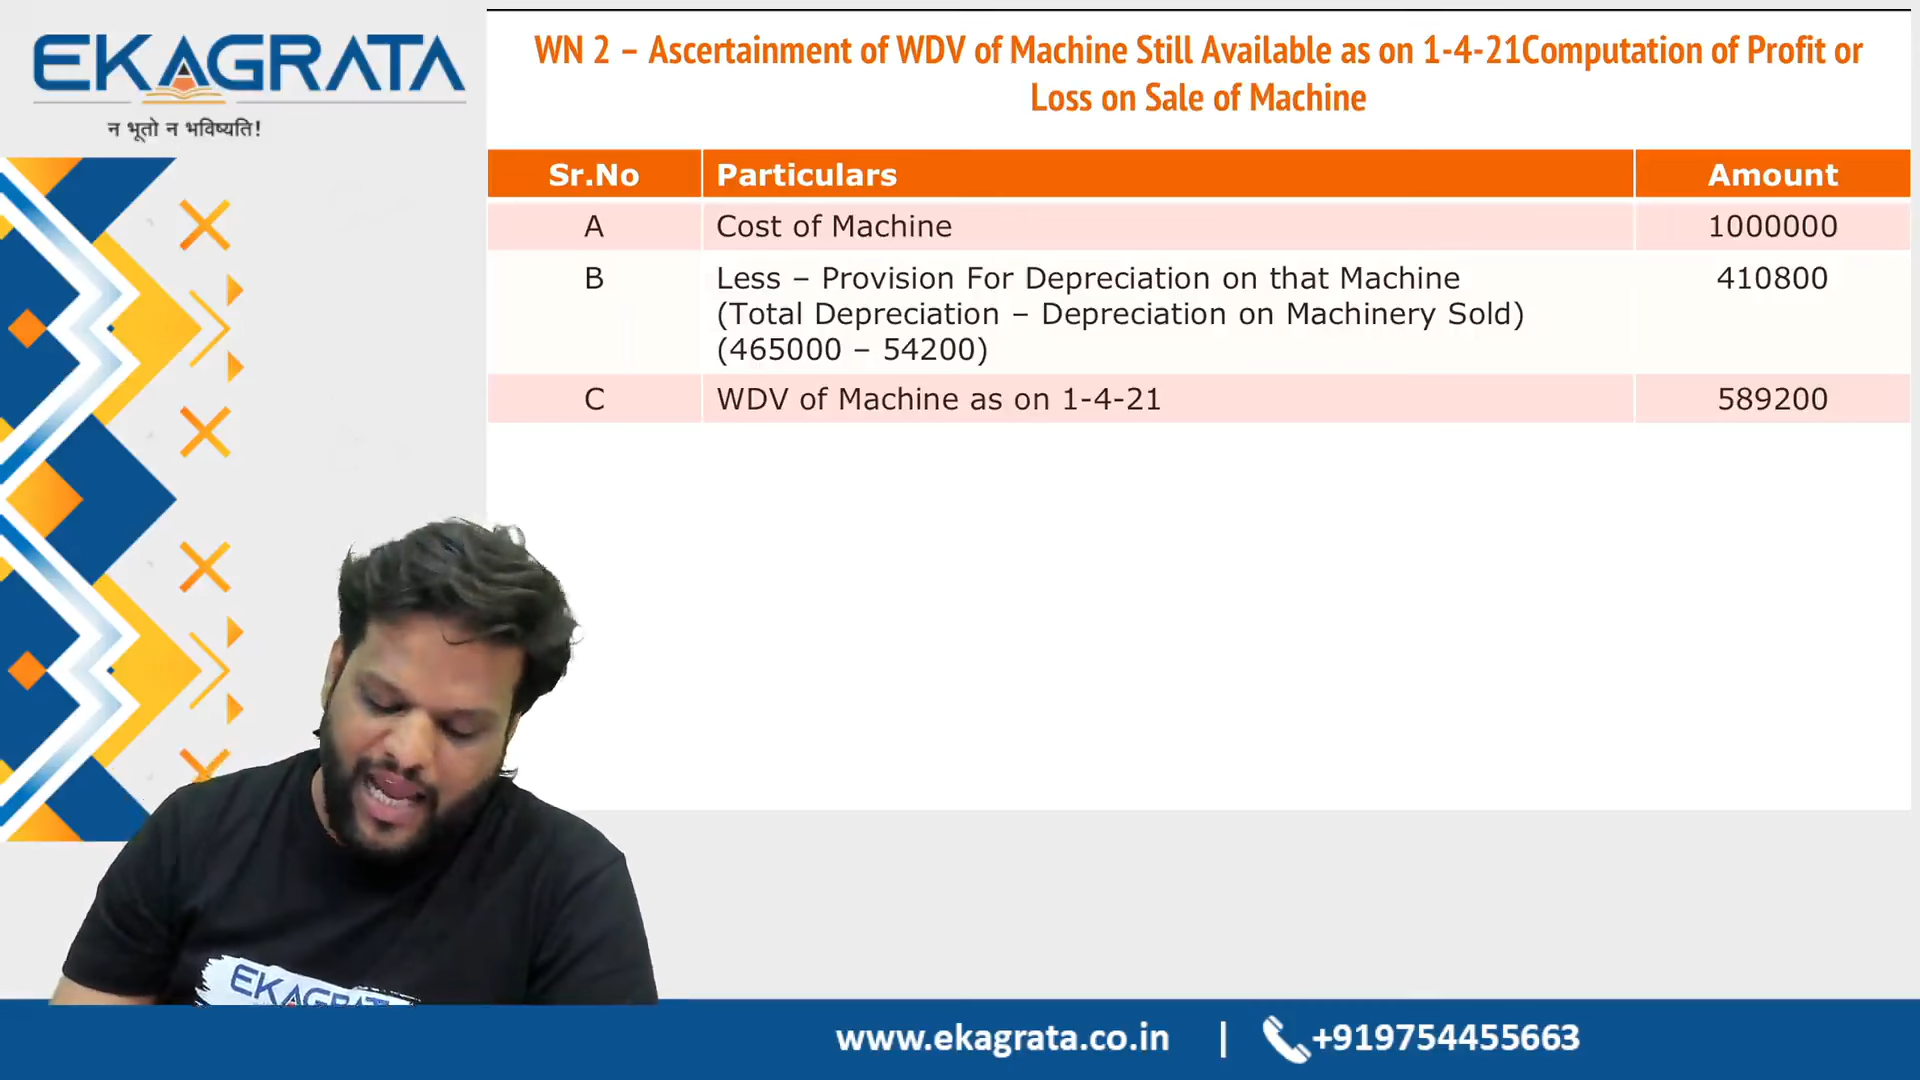 EKAGRATA
न भूतो न भविष्यति!
WN 2 – Ascertainment of WDV of Machine Still Available as on 1-4-21Computation of Profit or
Loss on Sale of Machine
Sr.No Particulars Amount
A Cost of Machine 1000000
B Less – Provision For Depreciation on that Machine 410800
(Total Depreciation – Depreciation on Machinery Sold)
(465000 – 54200)
C WDV of Machine as on 1-4-21 589200
EKAGRATA
www.ekagrata.co.in | +919754455663